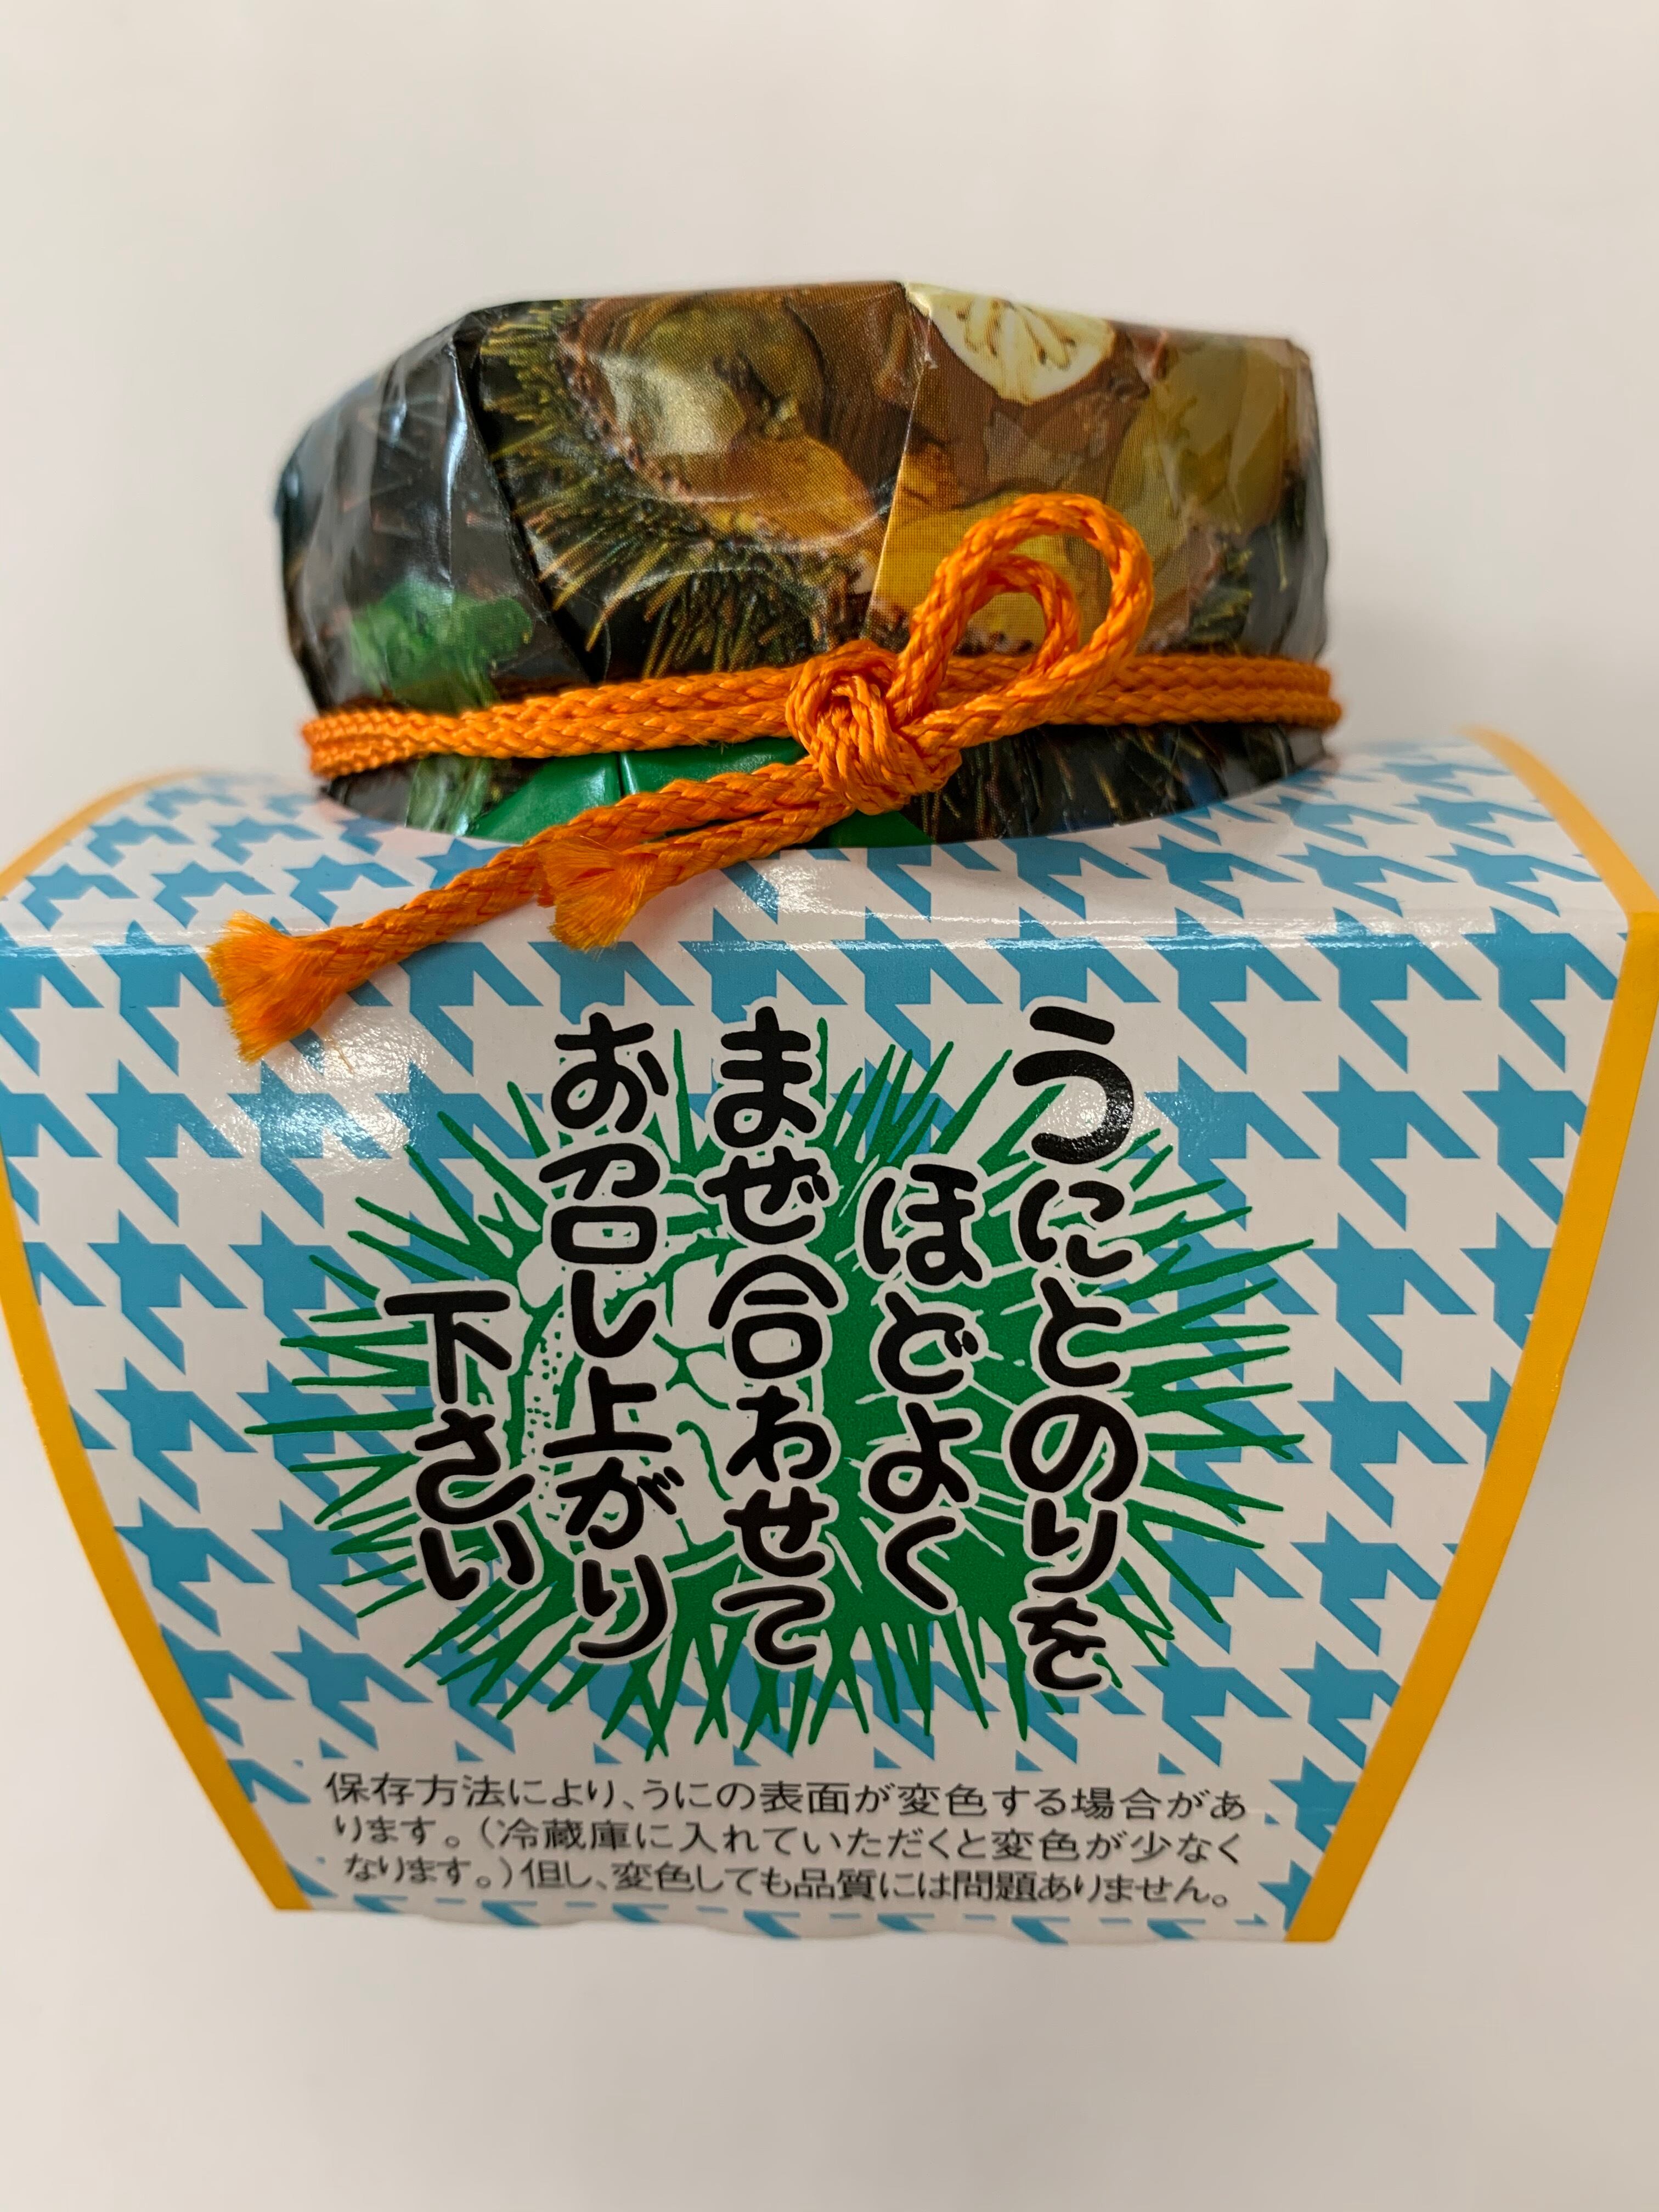 うにとのりを
ほどよく
まぜ合わせて
お召し上がり
下さい
保存方法により、うにの表面が変色する場合があ
ります。（冷蔵庫に入れていただくと変色が少なく
なります。）但し、変色しても品質には問題ありません。